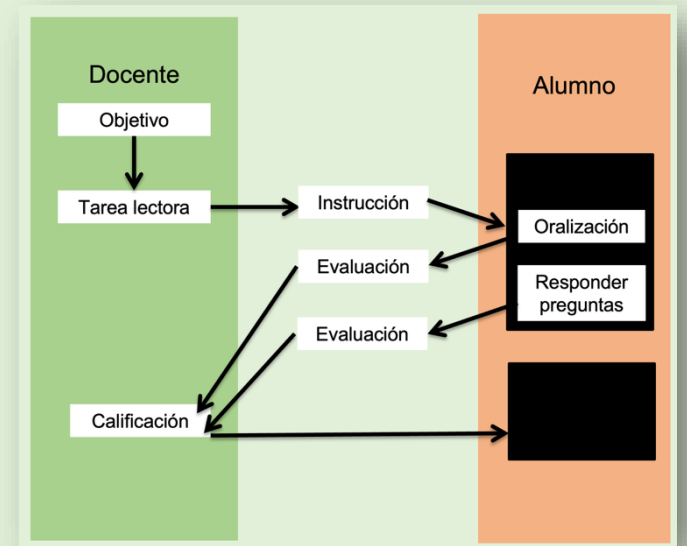 Docente
Alumno
Objetivo
Tarea lectora
Instrucción
Oralización
Evaluación
Responder
preguntas
Evaluación
Calificación